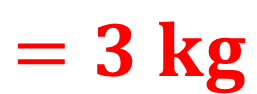 = 3 kg